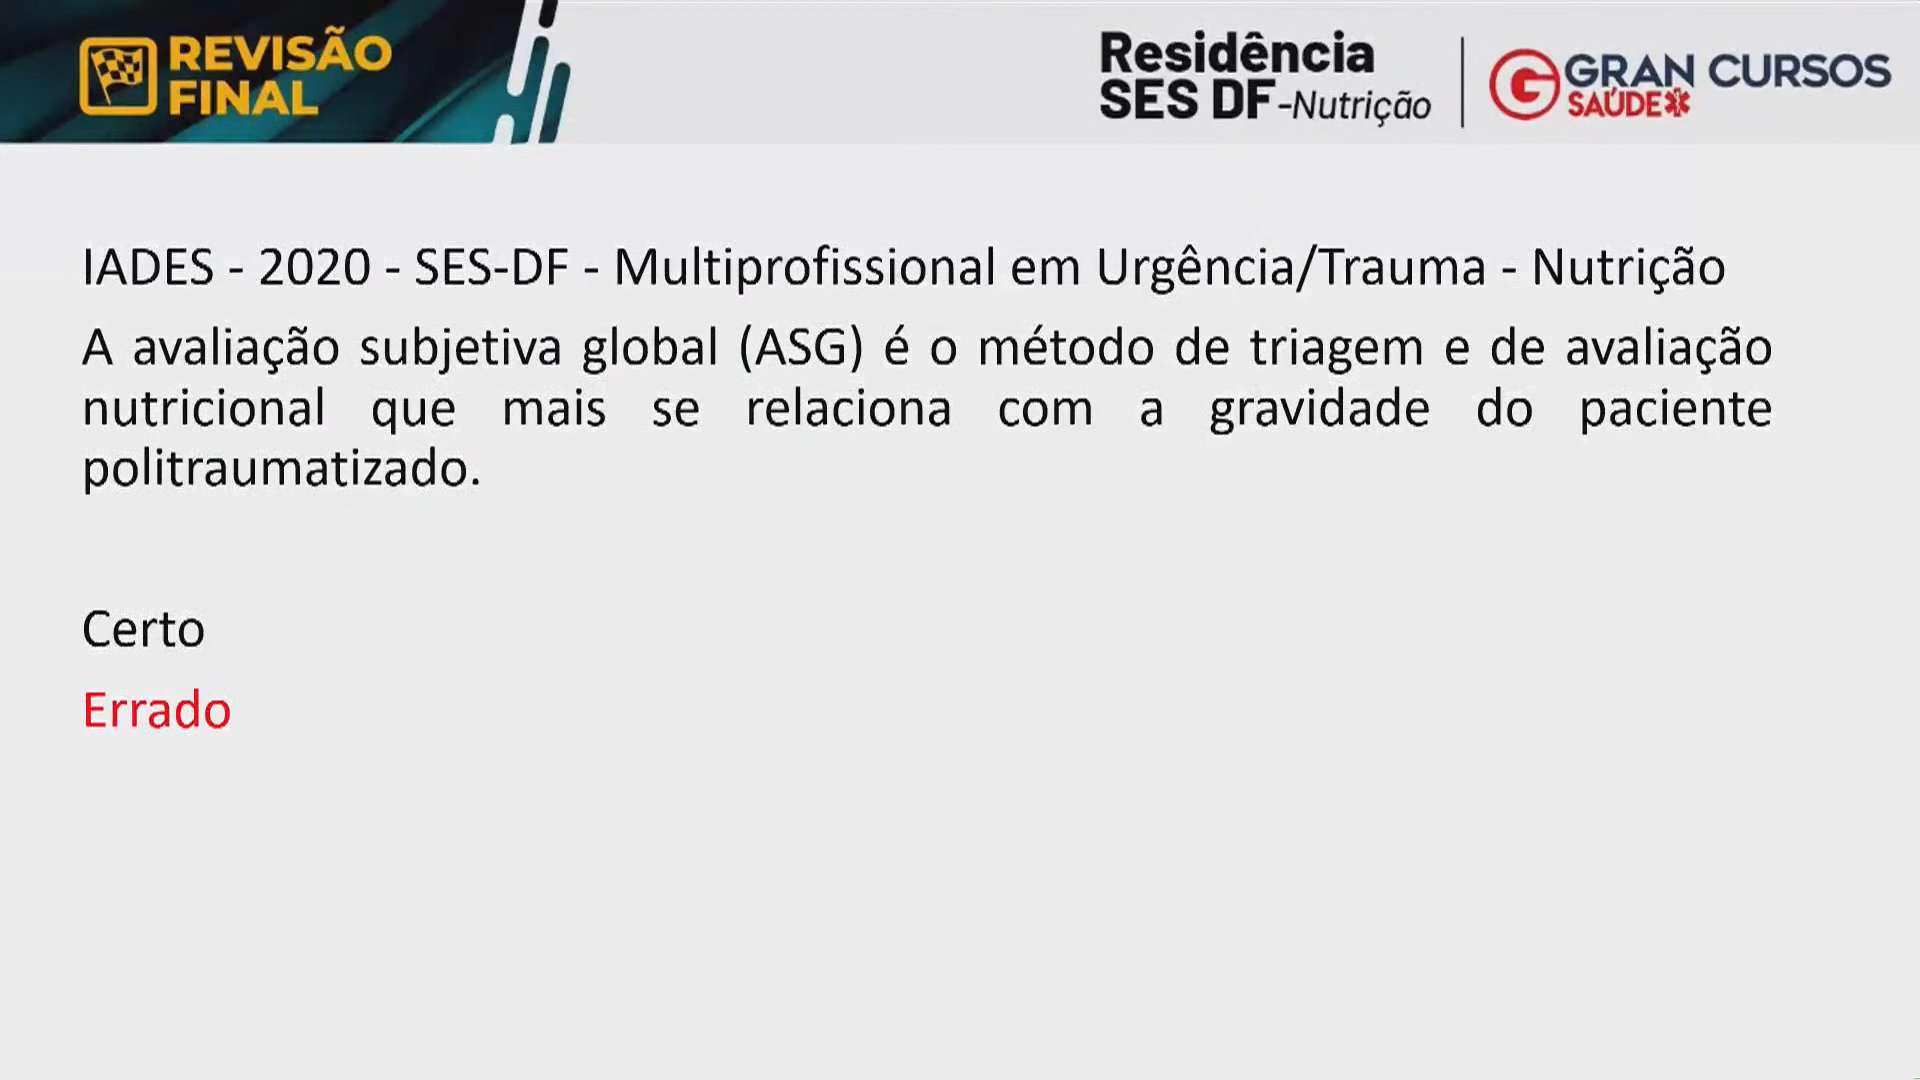 REVISÃO
FINAL
Residência
SES DF-Nutrição
GRAN CURSOS
SAÚDE
IADES - 2020 - SES-DF - Multiprofissional em Urgência/Trauma - Nutrição
A avaliação subjetiva global (ASG) é o método de triagem e de avaliação
nutricional que mais se relaciona com a gravidade do paciente
politraumatizado.
Certo
Errado